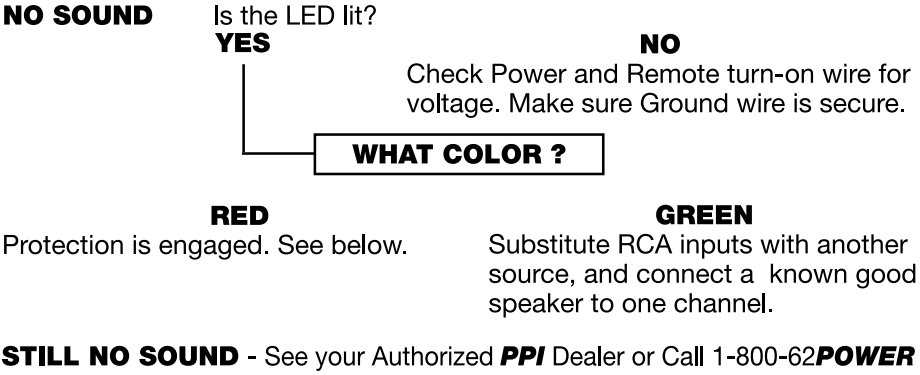 NO SOUND Is the LED lit?
YES
NO
Check Power and Remote turn-on wire for
voltage. Make sure Ground wire is secure.
WHAT COLOR ?
RED
Protection is engaged. See below.
GREEN
Substitute RCA inputs with another
source, and connect a known good
speaker to one channel.
STILL NO SOUND - See your Authorized PPI Dealer or Call 1-800-62POWER